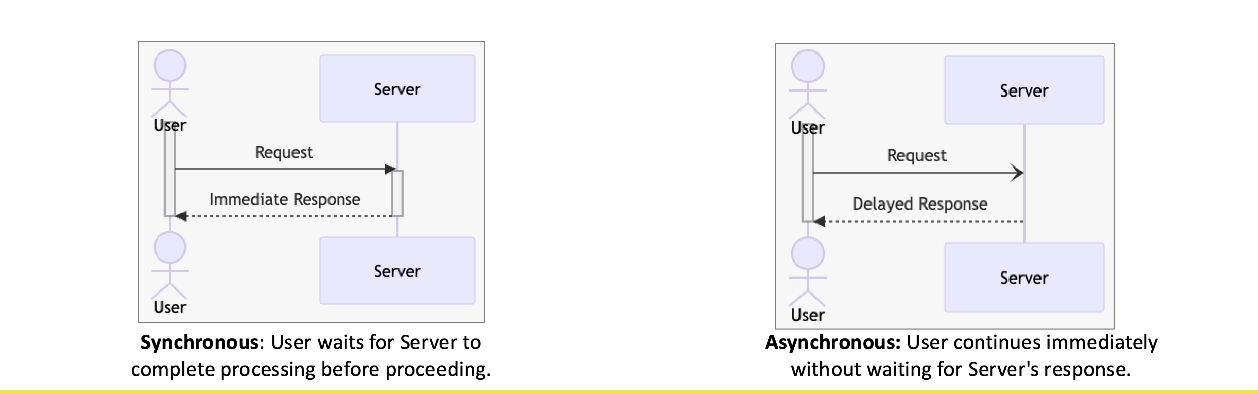 Server
User
Request
Immediate Response
Server
User
Synchronous: User waits for Server to
complete processing before proceeding.
Server
User
Request
Delayed Response
Server
User
Asynchronous: User continues immediately
without waiting for Server's response.